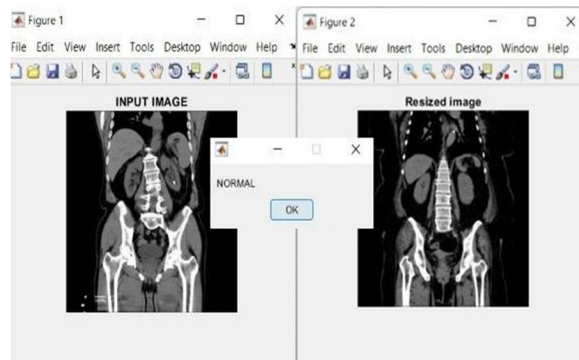 Figure 1
File Edit View Insert Tools Desktop Window Help
INPUT IMAGE
Figure 2
File Edit View Insert Tools Desktop Window Help
Resized image
NORMAL
OK